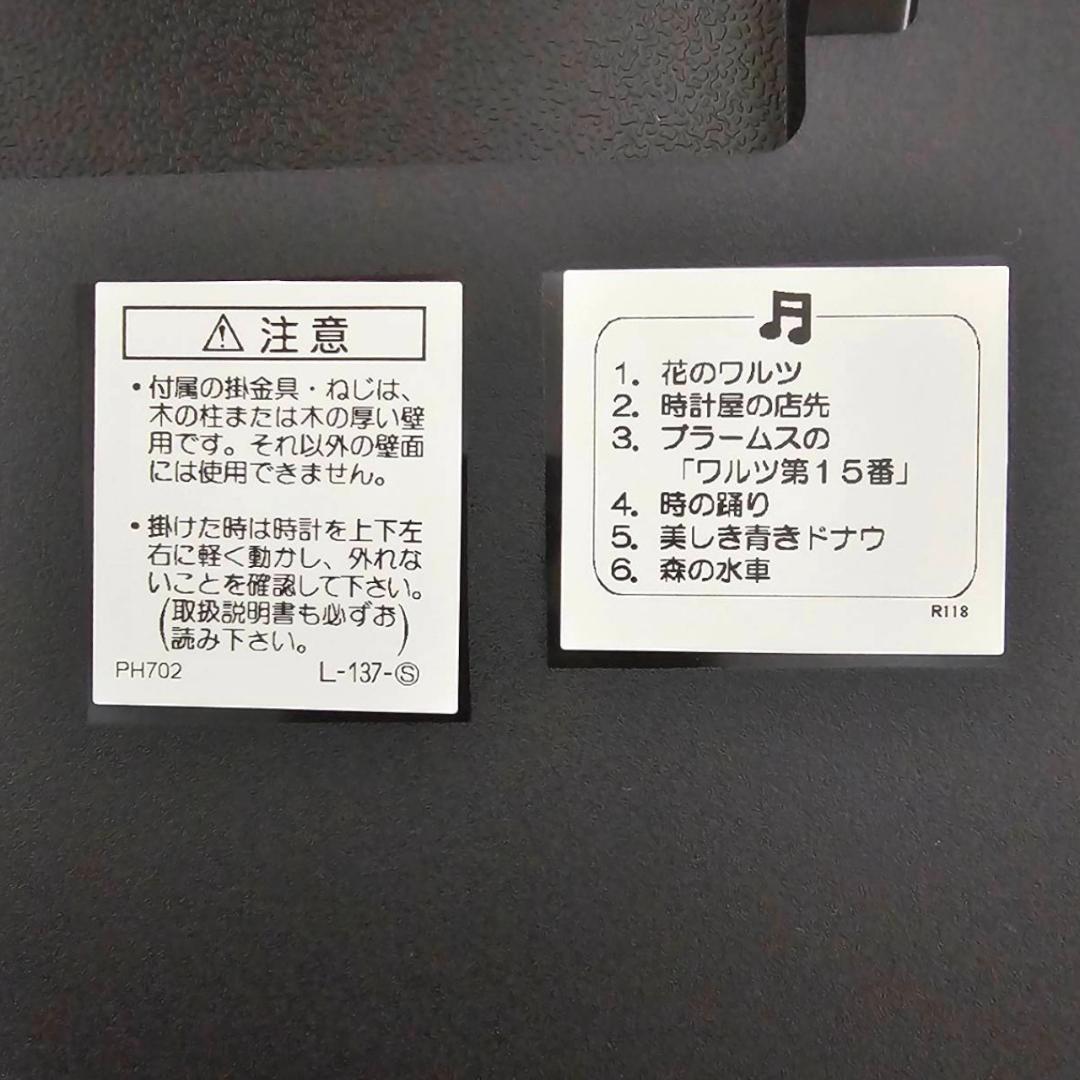 ⚠注意
・付属の掛金具・ねじは、
木の柱または木の厚い壁
用です。それ以外の壁面
には使用できません。
・掛けた時は時計を上下左
右に軽く動かし、外れな
いことを確認して下さい。
(取扱説明書も必ずお
読み下さい。)
PH702 L-137-Ⓢ
1. 花のワルツ
2. 時計屋の店先
3. ブラームスの
「ワルツ第15番」
4. 時の踊り
5. 美しき青きドナウ
6. 森の水車
R118